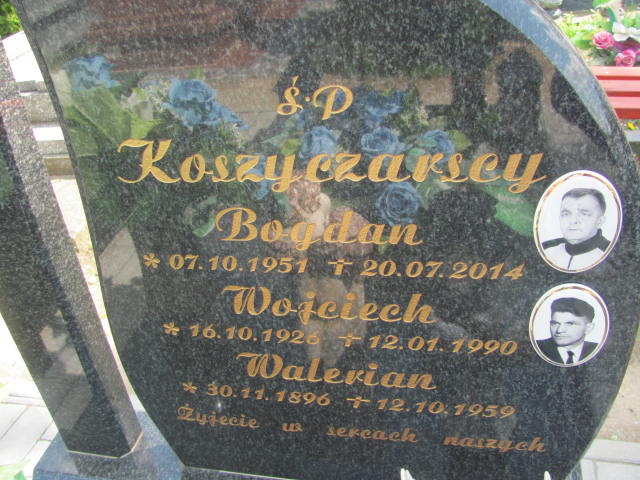 Ś.P
Koszyczarscy
Bogdan
* 07.10.1951 ✝ 20.07.2014
Wojciech
* 16.10.1926 ✝ 12.01.1990
Walerian
* 30.11.1896 ✝ 12.10.1959
Żyjecie w sercach naszych